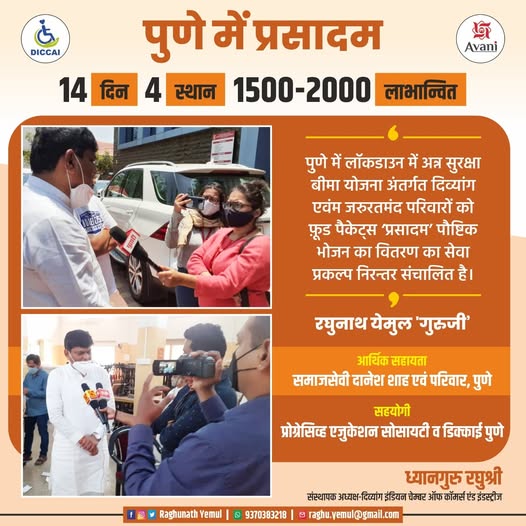 DICCAI
पुणे में प्रसादम
Avani
14 दिन 4 स्थान 1500-2000 लाभान्वित
पुणे में लॉकडाउन में अन्न सुरक्षा
बीमा योजना अंतर्गत दिव्यांग
एवंम जरुरतमंद परिवारों को
फ़ूड पैकेट्स 'प्रसादम' पौष्टिक
भोजन का वितरण का सेवा
प्रकल्प निरन्तर संचालित है।
रघुनाथ येमुल 'गुरुजी'
आर्थिक सहायता
समाजसेवी दानेश शाह एवं परिवार, पुणे
सहयोगी
प्रोग्रेसिव्ह एजुकेशन सोसायटी व डिक्काई पुणे
ध्यानगुरु रघुश्री
संस्थापक अध्यक्ष-दिव्यांग इंडियन चेम्बर ऑफ कॉमर्स एंड इंडस्ट्रीज
Raghunath Yemul | 9370383218 | raghu.yemul@gmail.com